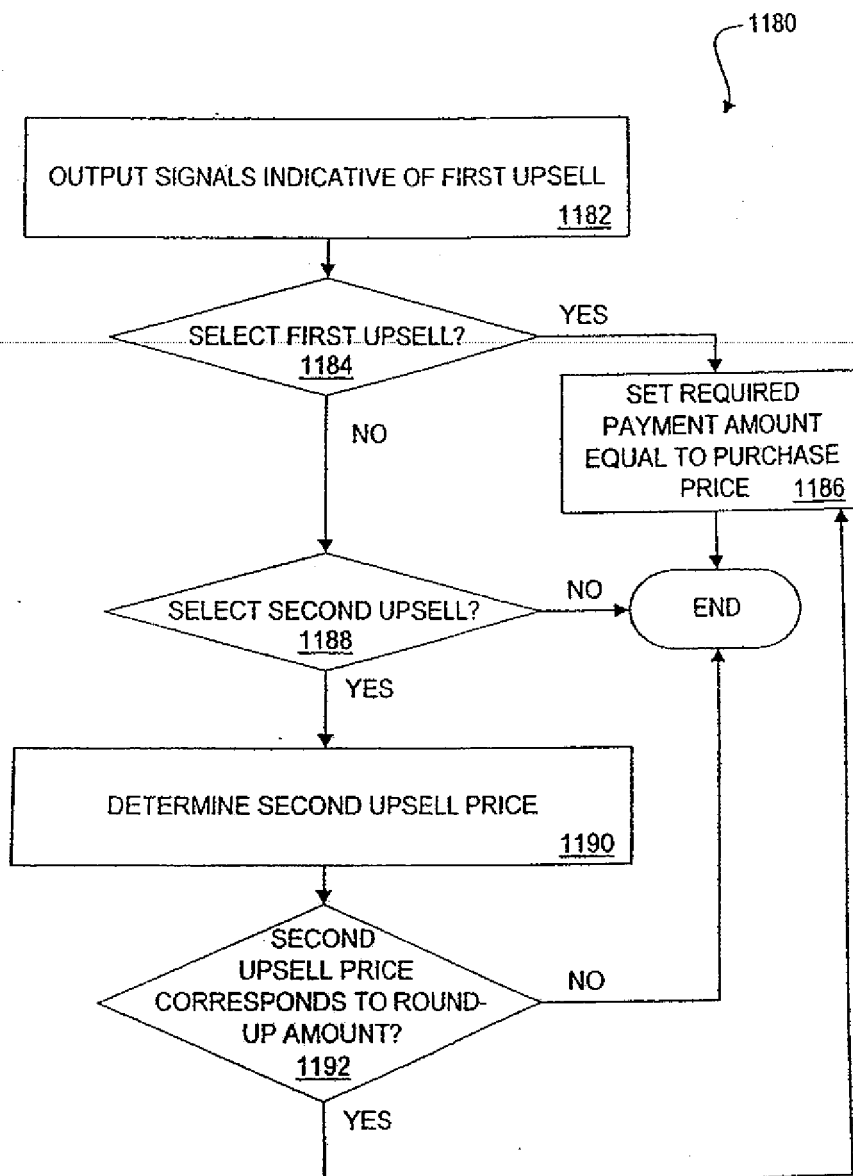 1180
OUTPUT SIGNALS INDICATIVE OF FIRST UPSELL
1182
SELECT FIRST UPSELL?
1184
YES
NO
SET REQUIRED
PAYMENT AMOUNT
EQUAL TO PURCHASE
PRICE 1186
SELECT SECOND UPSELL?
1188
NO
END
YES
DETERMINE SECOND UPSELL PRICE
1190
SECOND
UPSELL PRICE
CORRESPONDS TO ROUND-
UP AMOUNT?
1192
NO
YES